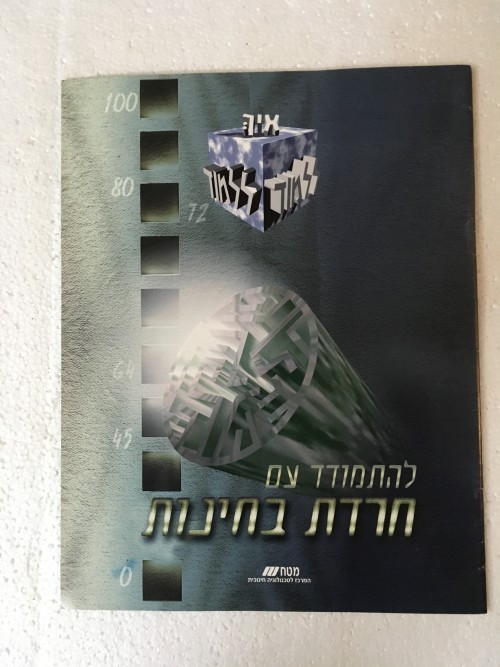 100
80
72
64
45
0
איך
ללמוד
ללמוד
להתמודד עם
חרדת בחינות
מטח
המרכז לטכנולוגיה חינוכית